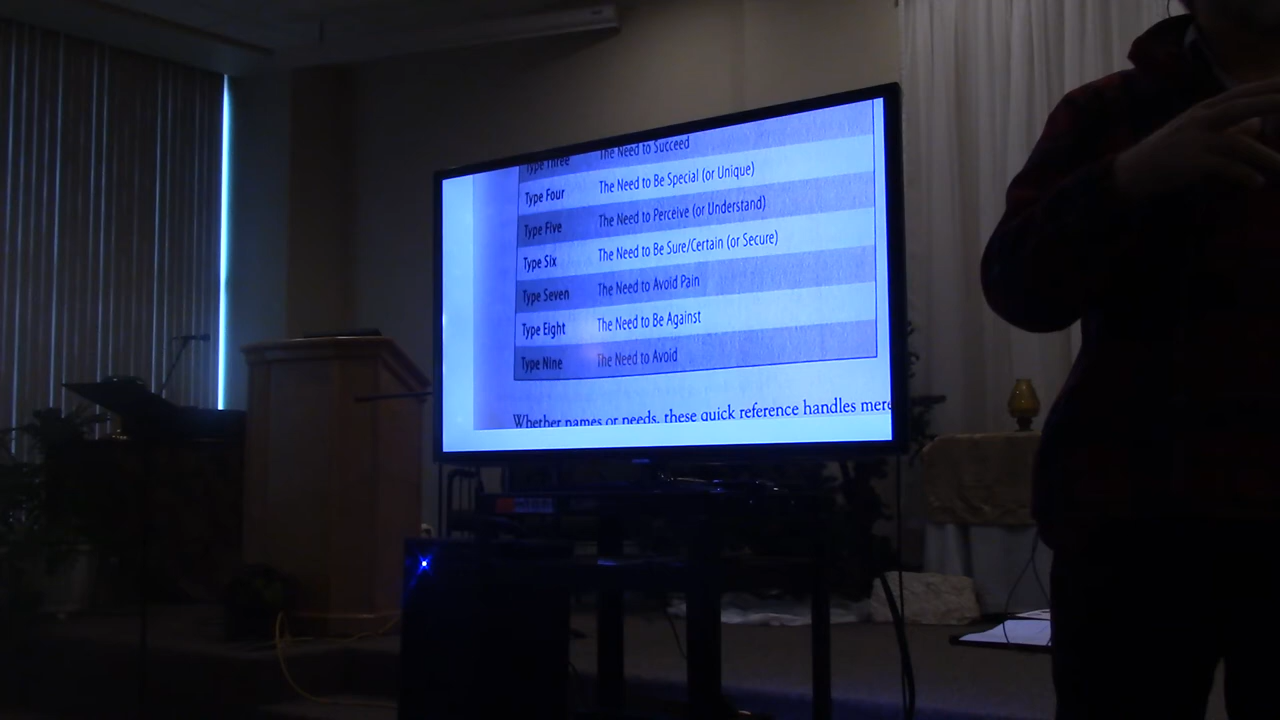 Type Three The Need to Succeed
Type Four The Need to Be Special (or Unique)
Type Five The Need to Perceive (or Understand)
Type Six The Need to Be Sure/Certain (or Secure)
Type Seven The Need to Avoid Pain
Type Eight The Need to Be Against
Type Nine The Need to Avoid
Whether names or needs, these quick reference handles mere